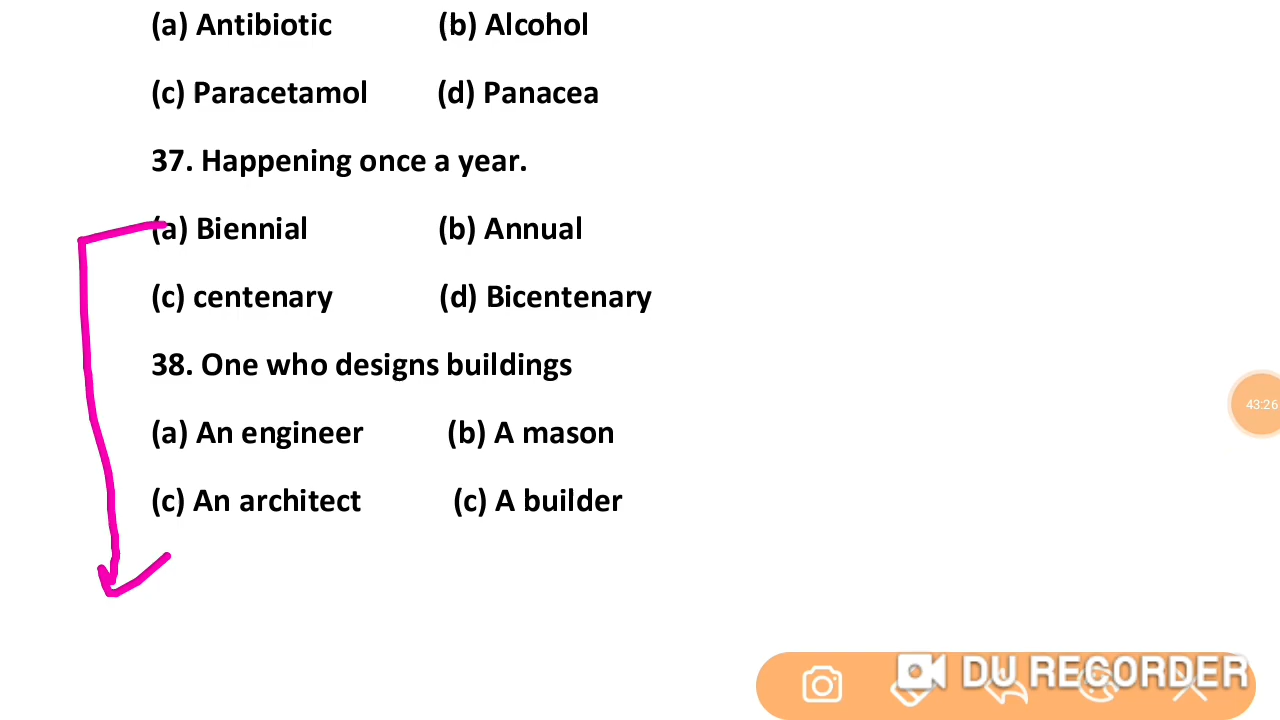 (a) Antibiotic (b) Alcohol
(c) Paracetamol (d) Panacea
37. Happening once a year.
(a) Biennial (b) Annual
(c) centenary (d) Bicentenary
38. One who designs buildings
(a) An engineer (b) A mason
(c) An architect (c) A builder
43:26
DU RECORDER